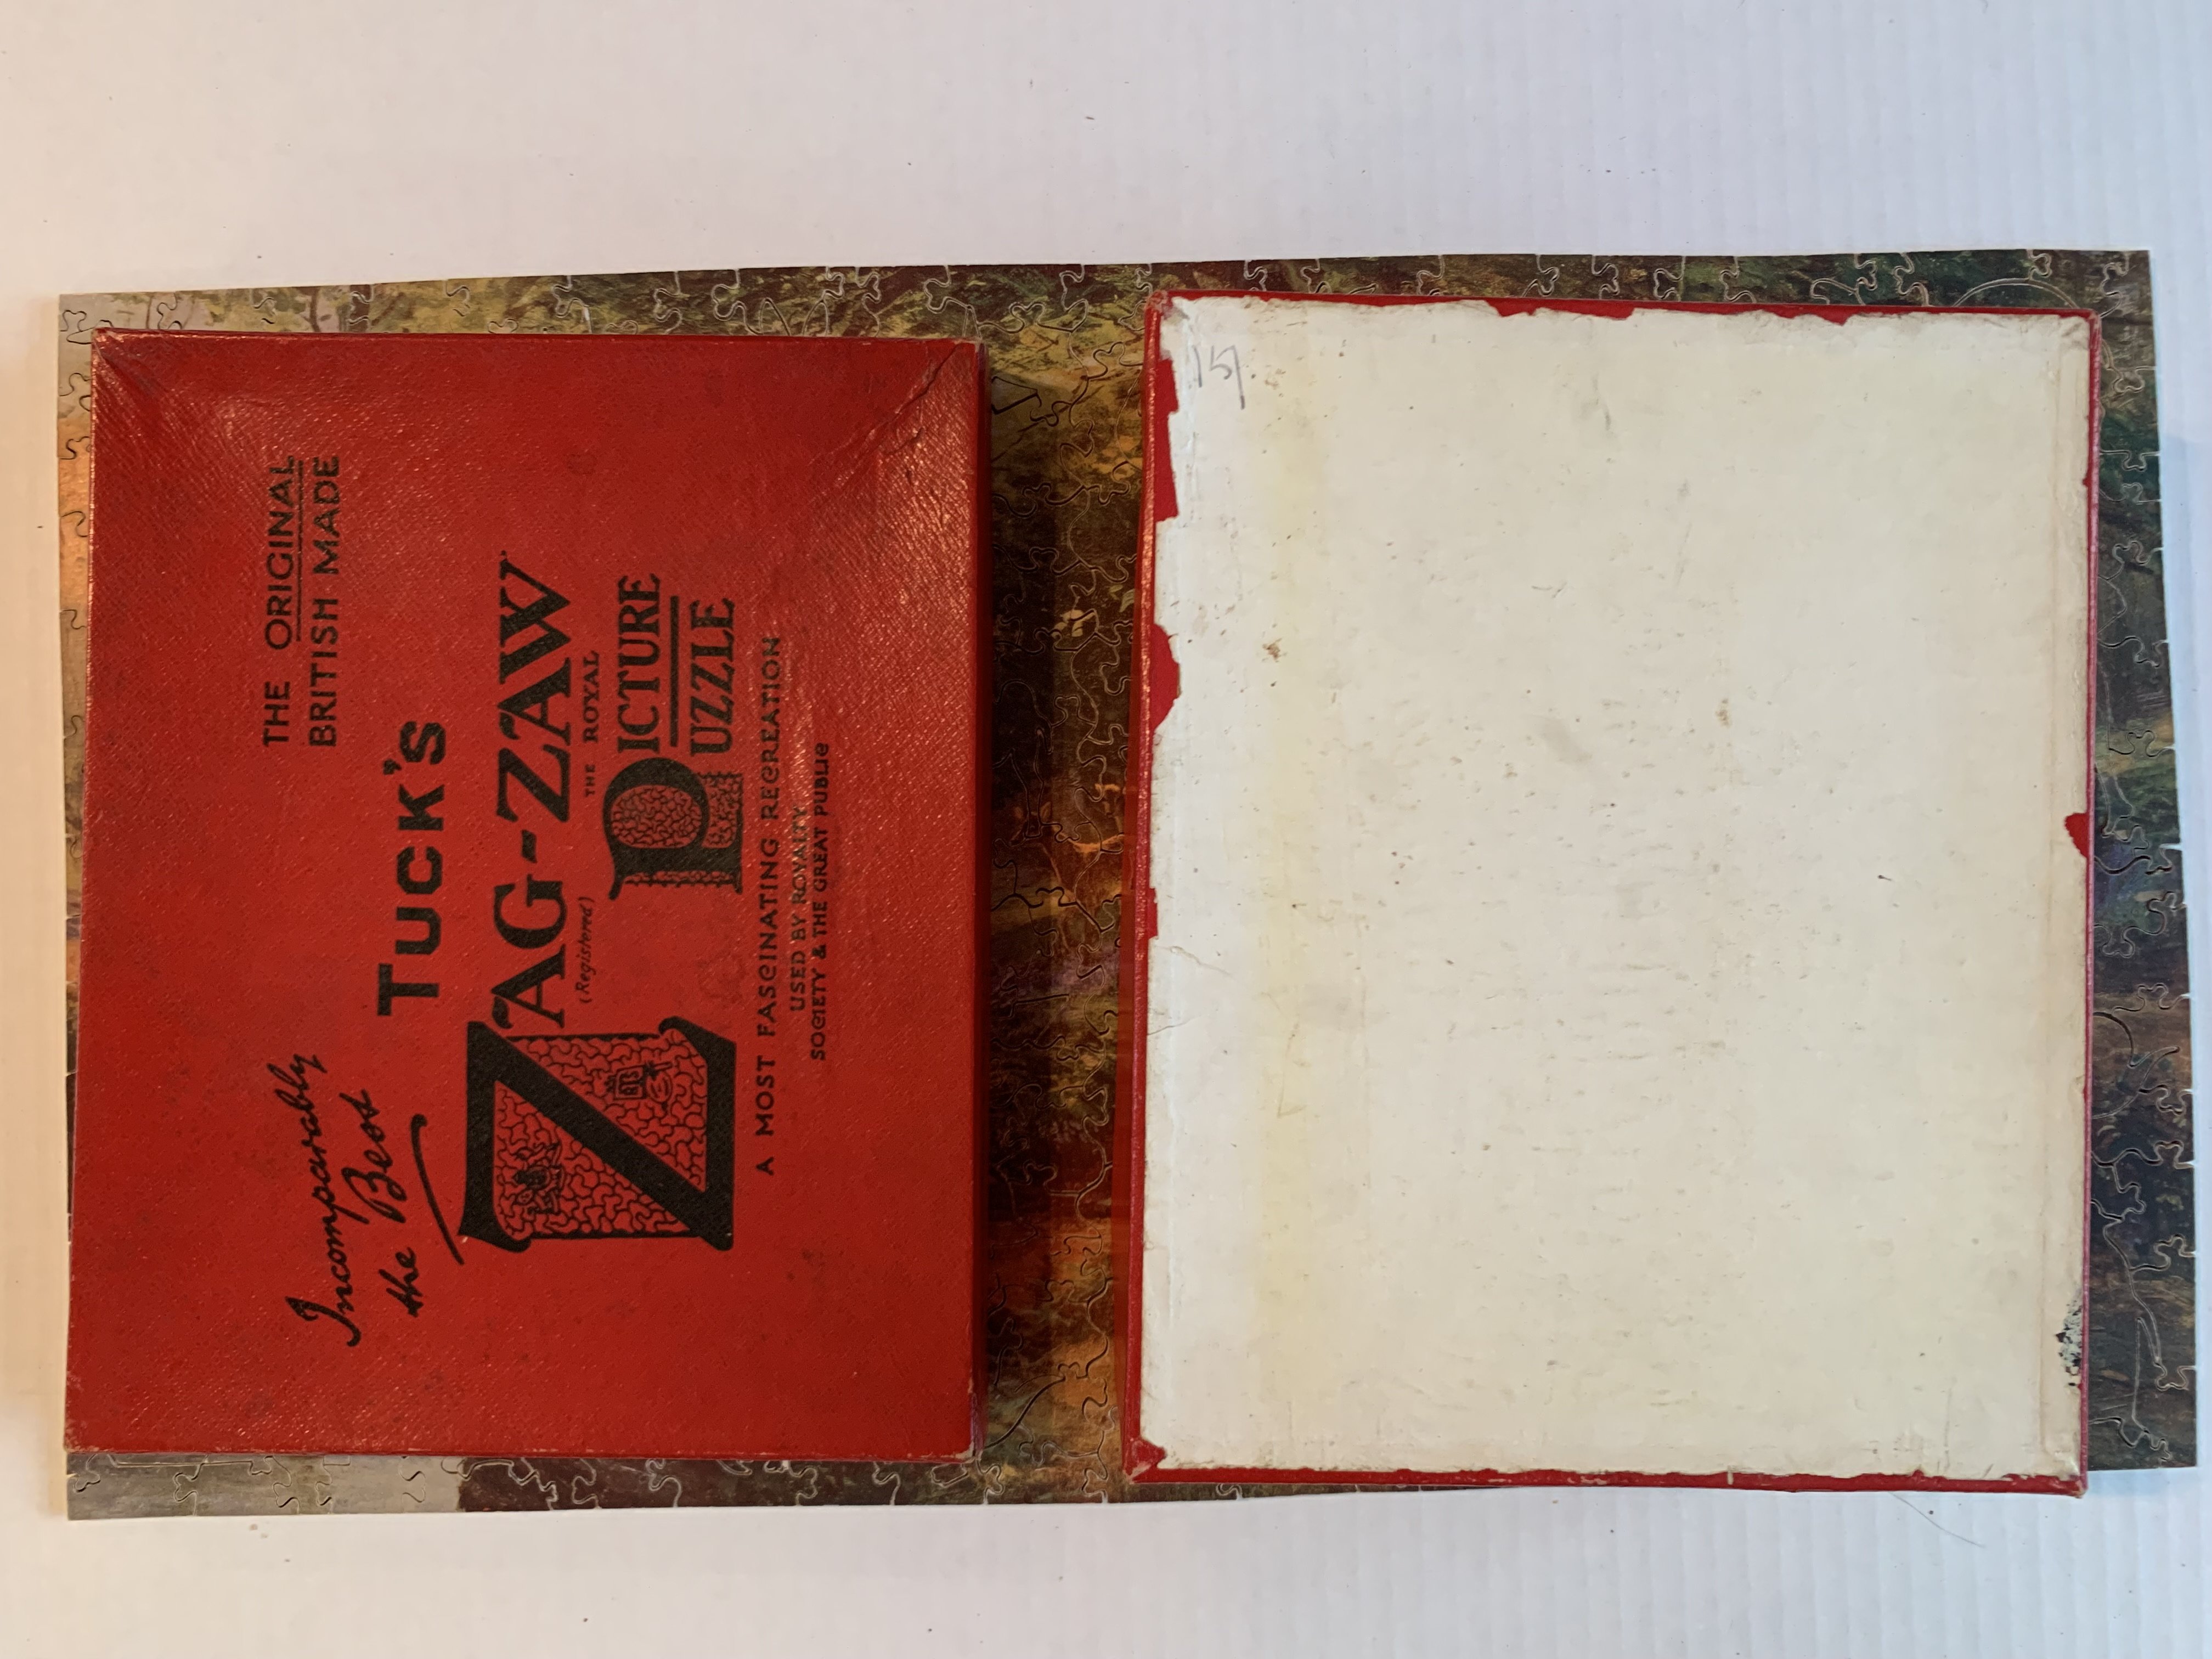 THE ORIGINAL
BRITISH MADE
Incomparably
the Best
TUCK'S
ZAG-ZAW
(Registered)
THE ROYAL
PICTURE
PUZZLE
A MOST FASCINATING RECREATION
USED BY ROYALTY
SOCIETY & THE GREAT PUBLIC